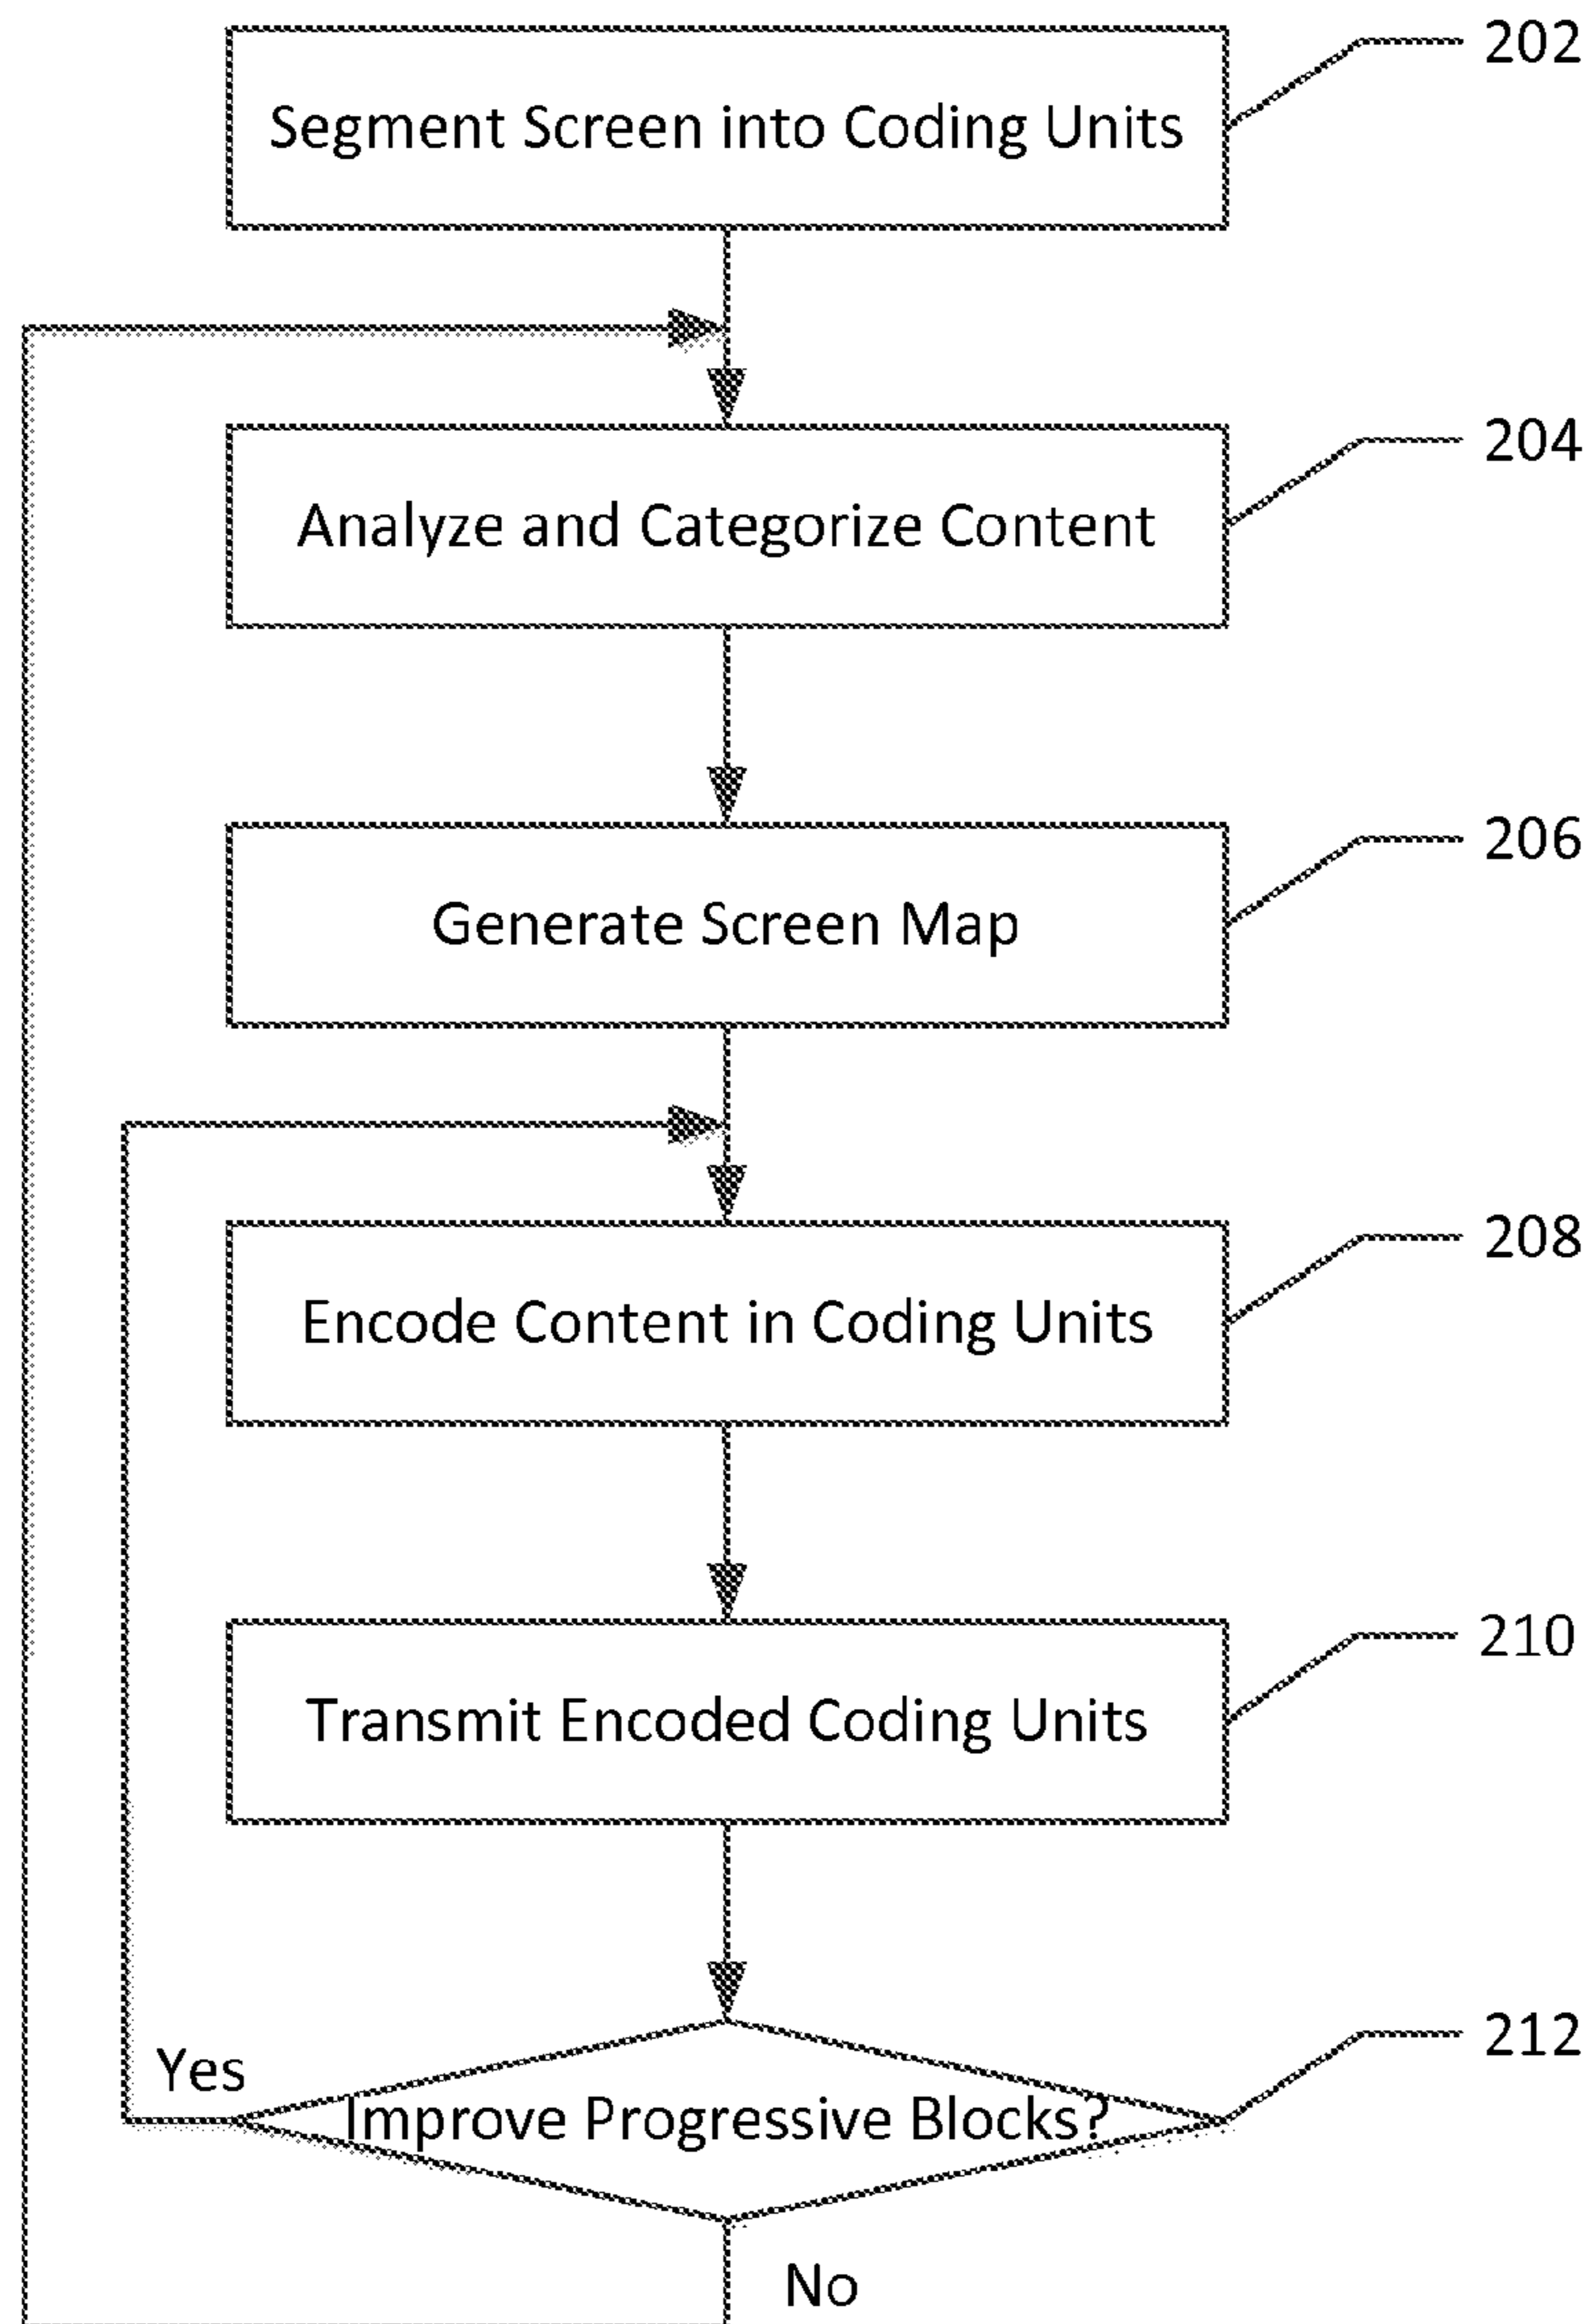 202
Segment Screen into Coding Units
204
Analyze and Categorize Content
206
Generate Screen Map
208
Encode Content in Coding Units
210
Transmit Encoded Coding Units
212
Yes
Improve Progressive Blocks?
No